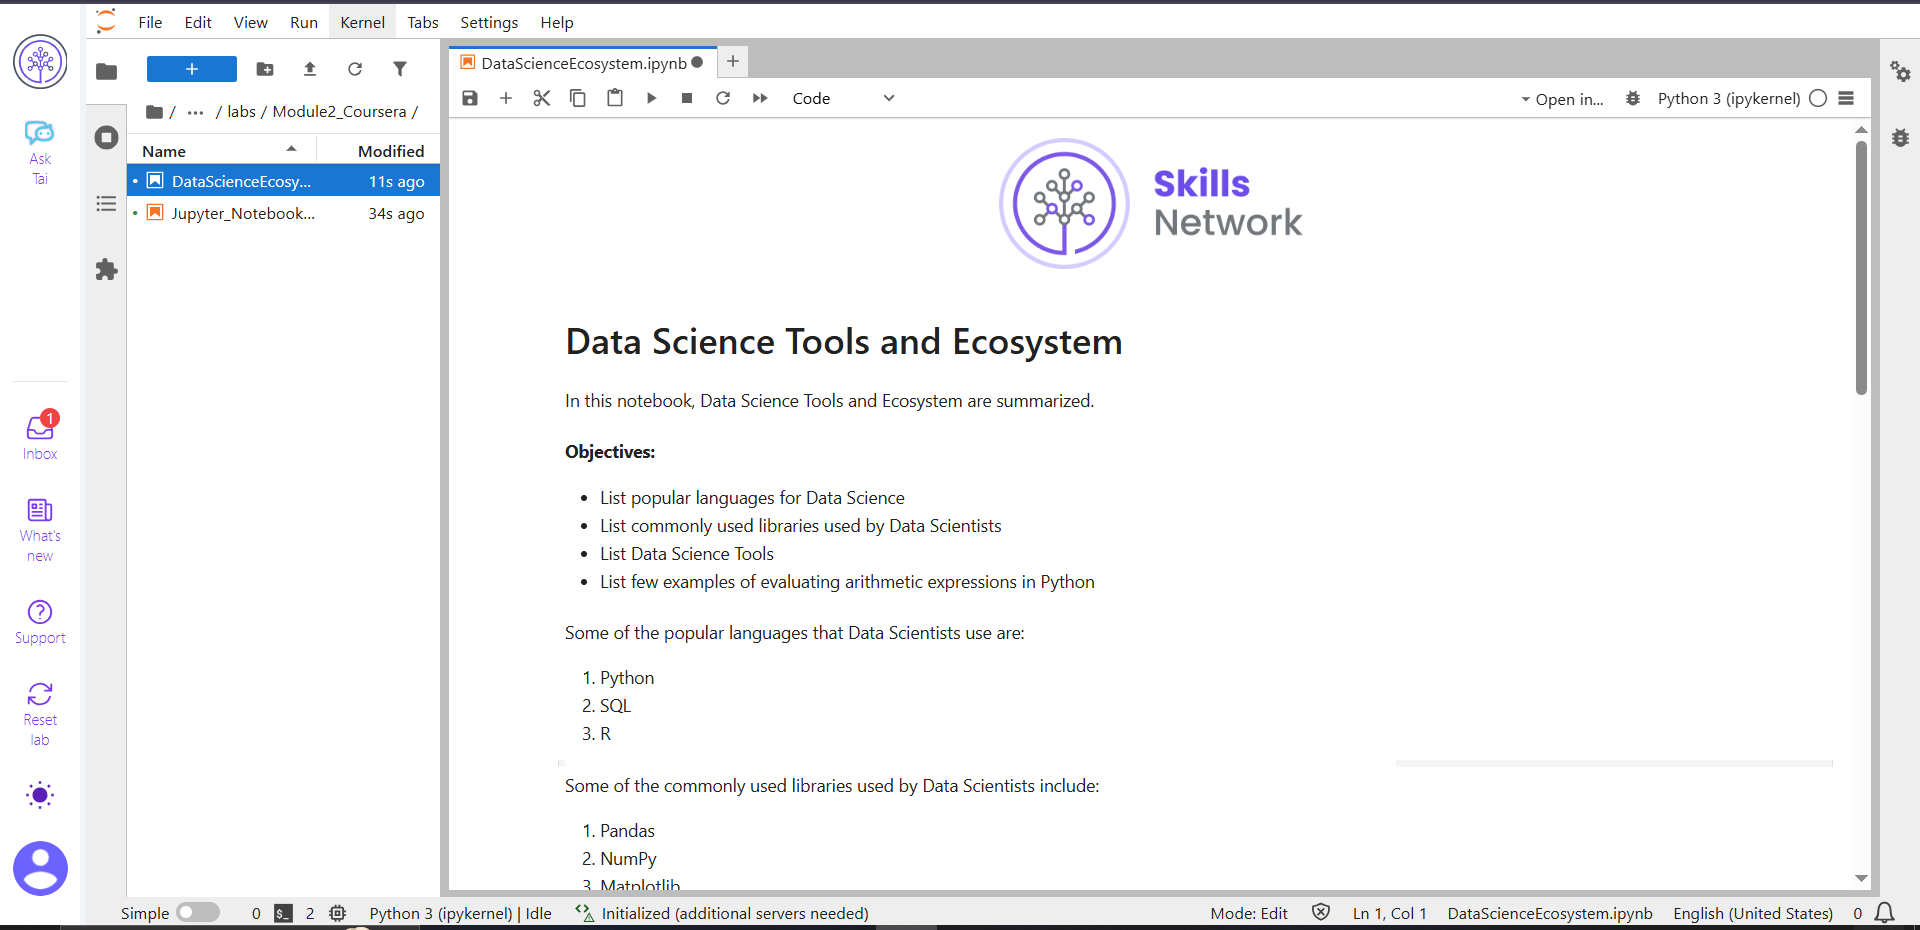 File Edit View Run Kernel Tabs Settings Help
Ask
Tai
1
Inbox
What's
new
Support
Reset
lab
/ ... / labs / Module2_Coursera /
Name Modified
DataScienceEcosy... 11s ago
Jupyter_Notebook... 34s ago
DataScienceEcosystem.ipynb
Code
Open in...
Python 3 (ipykernel)
Skills
Network
Data Science Tools and Ecosystem
In this notebook, Data Science Tools and Ecosystem are summarized.
Objectives:
• List popular languages for Data Science
• List commonly used libraries used by Data Scientists
• List Data Science Tools
• List few examples of evaluating arithmetic expressions in Python
Some of the popular languages that Data Scientists use are:
1. Python
2. SQL
3. R
Some of the commonly used libraries used by Data Scientists include:
1. Pandas
2. NumPy
3. Matplotlib
Simple 0 $_ 2 Python 3 (ipykernel) | Idle Initialized (additional servers needed) Mode: Edit Ln 1, Col 1 DataScienceEcosystem.ipynb English (United States) 0